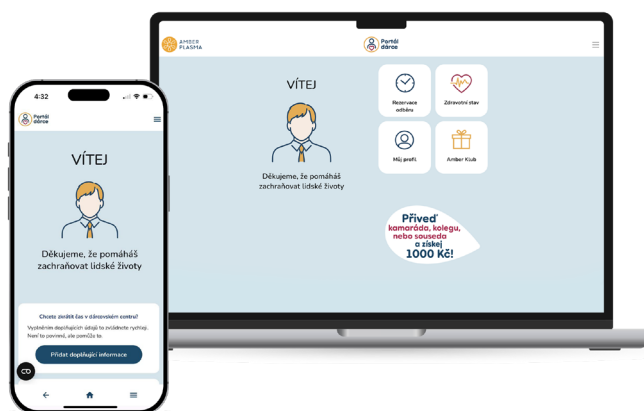 AMBER
PLASMA
Portál
dárce
VÍTEJ
Děkujeme, že pomáháš
zachraňovat lidské životy
Rezervace
odběru
Zdravotní stav
Můj profil
Amber Klub
Přiveď
kamaráda, kolegu,
nebo souseda
a získej
1000 Kč!
4:32
Portál
dárce
VÍTEJ
Děkujeme, že pomáháš
zachraňovat lidské životy
Chcete zkrátit čas v dárcovském centru?
Vyplněním doplňujících údajů to zvládnete rychleji.
Není to povinné, ale pomůže to.
Přidat doplňující informace